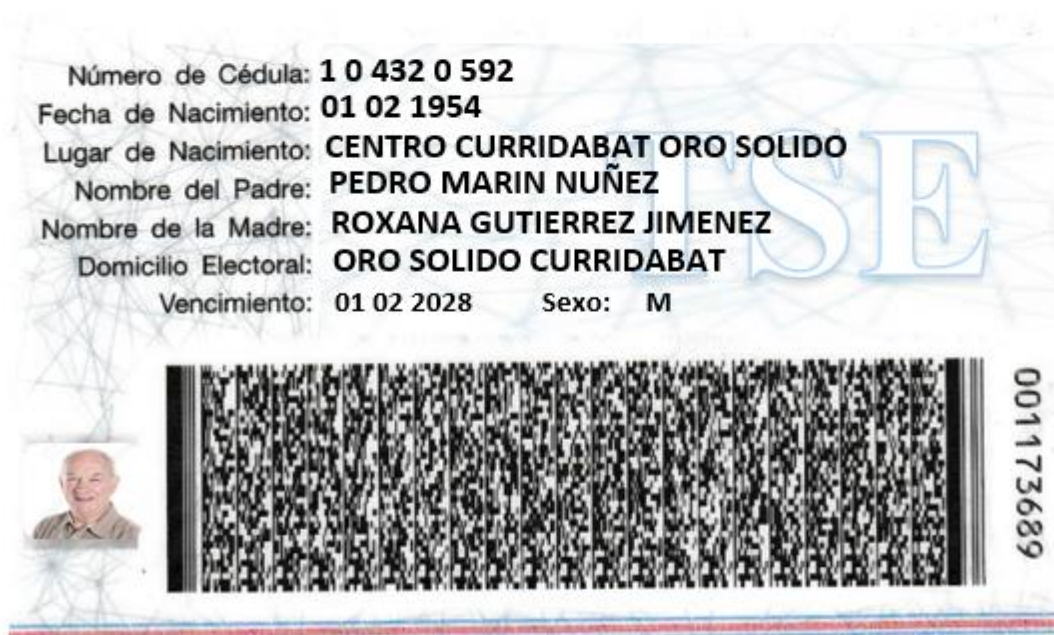 Número de Cédula: 1 0 432 0 592
Fecha de Nacimiento: 01 02 1954
Lugar de Nacimiento: CENTRO CURRIDABAT ORO SOLIDO
Nombre del Padre: PEDRO MARIN NUÑEZ
Nombre de la Madre: ROXANA GUTIERREZ JIMENEZ
Domicilio Electoral: ORO SOLIDO CURRIDABAT
Vencimiento: 01 02 2028 Sexo: M
TSE
001173689